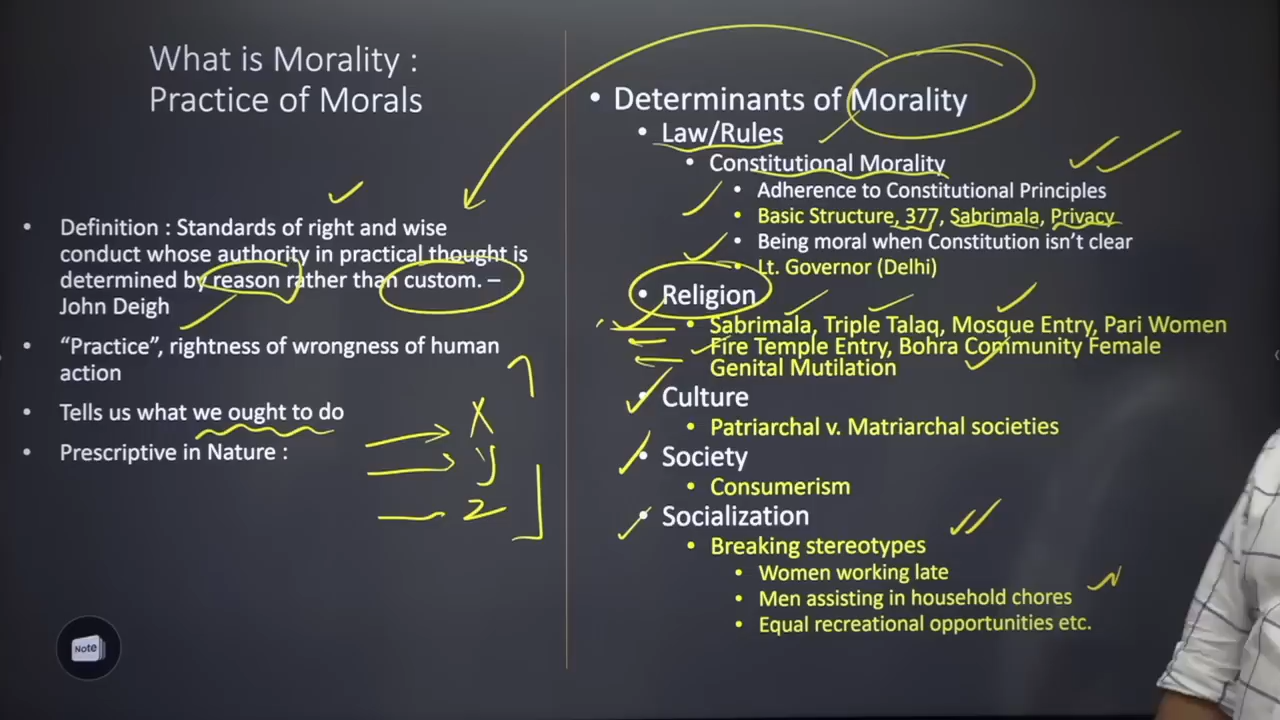 What is Morality :
Practice of Morals
Definition : Standards of right and wise
conduct whose authority in practical thought is
determined by reason rather than custom. –
John Deigh
“Practice”, rightness of wrongness of human
action
Tells us what we ought to do
Prescriptive in Nature :
x
y
z
Note
Determinants of Morality
Law/Rules
Constitutional Morality
Adherence to Constitutional Principles
Basic Structure, 377, Sabrimala, Privacy
Being moral when Constitution isn’t clear
Lt. Governor (Delhi)
Religion
Sabrimala, Triple Talaq, Mosque Entry, Pari Women
Fire Temple Entry, Bohra Community Female
Genital Mutilation
Culture
Patriarchal v. Matriarchal societies
Society
Consumerism
Socialization
Breaking stereotypes
Women working late
Men assisting in household chores
Equal recreational opportunities etc.